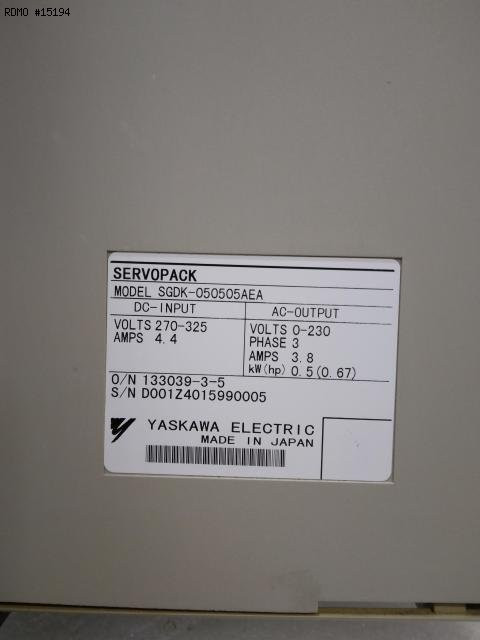 RDMO #15194
SERVOPACK
MODEL SGDK-050505AEA
DC-INPUT AC-OUTPUT
VOLTS 270-325 VOLTS 0-230
AMPS 4.4 PHASE 3
AMPS 3.8
kW(hp) 0.5(0.67)
O/N 133039-3-5
S/N D001Z4015990005
YASKAWA ELECTRIC
MADE IN JAPAN